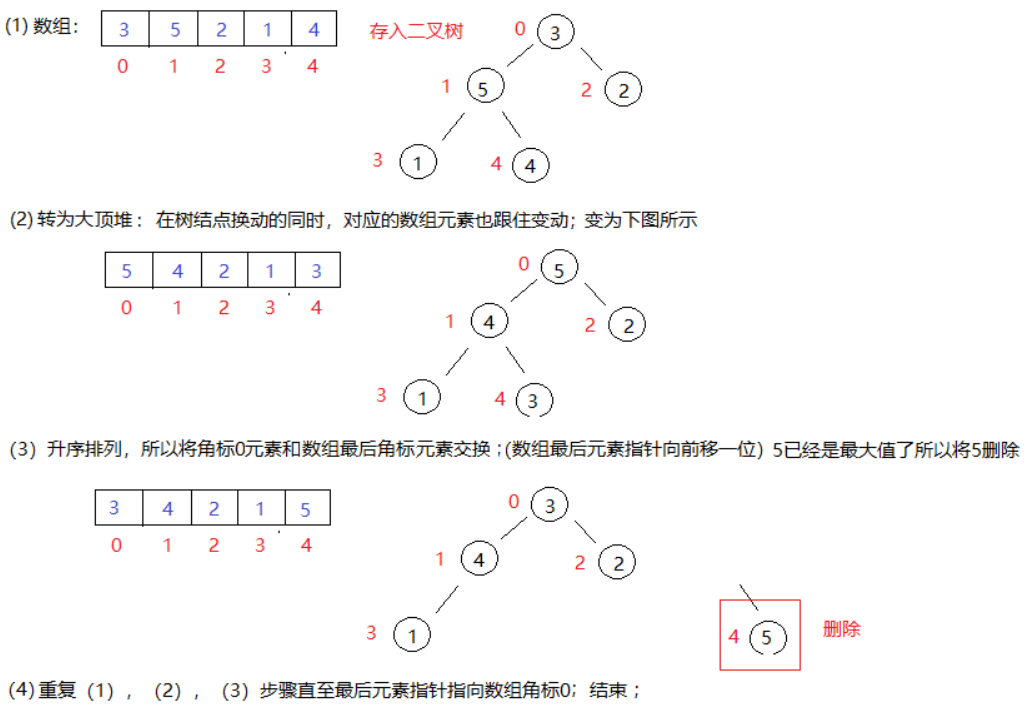 (1) 数组： 3 5 2 1 4 存入二叉树 0 3
0 1 2 3 4
1 5 2 2
3 1 4 4
(2) 转为大顶堆：在树结点换动的同时，对应的数组元素也跟住变动；变为下图所示
5 4 2 1 3 0 5
0 1 2 3 4
1 4 2 2
3 1 4 3
(3) 升序排列，所以将角标0元素和数组最后角标元素交换；(数组最后元素指针向前移一位) 5已经是最大值了所以将5删除
3 4 2 1 5 0 3
0 1 2 3 4
1 4 2 2
3 1 4 5 删除
(4) 重复 (1) ， (2) ， (3) 步骤直至最后元素指针指向数组角标0；结束；